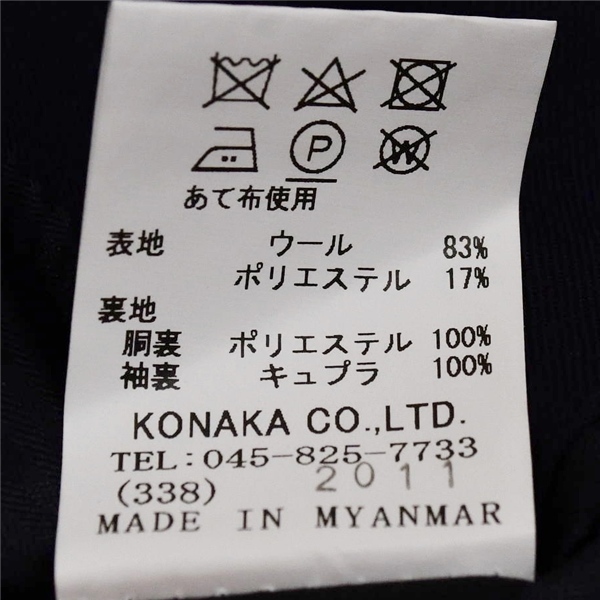 P W
あて布使用
表地 ウール 83%
ポリエステル 17%
裏地
胴裏 ポリエステル 100%
袖裏 キュプラ 100%
KONAKA CO.,LTD.
TEL:045-825-7733
(338) 2011
MADE IN MYANMAR